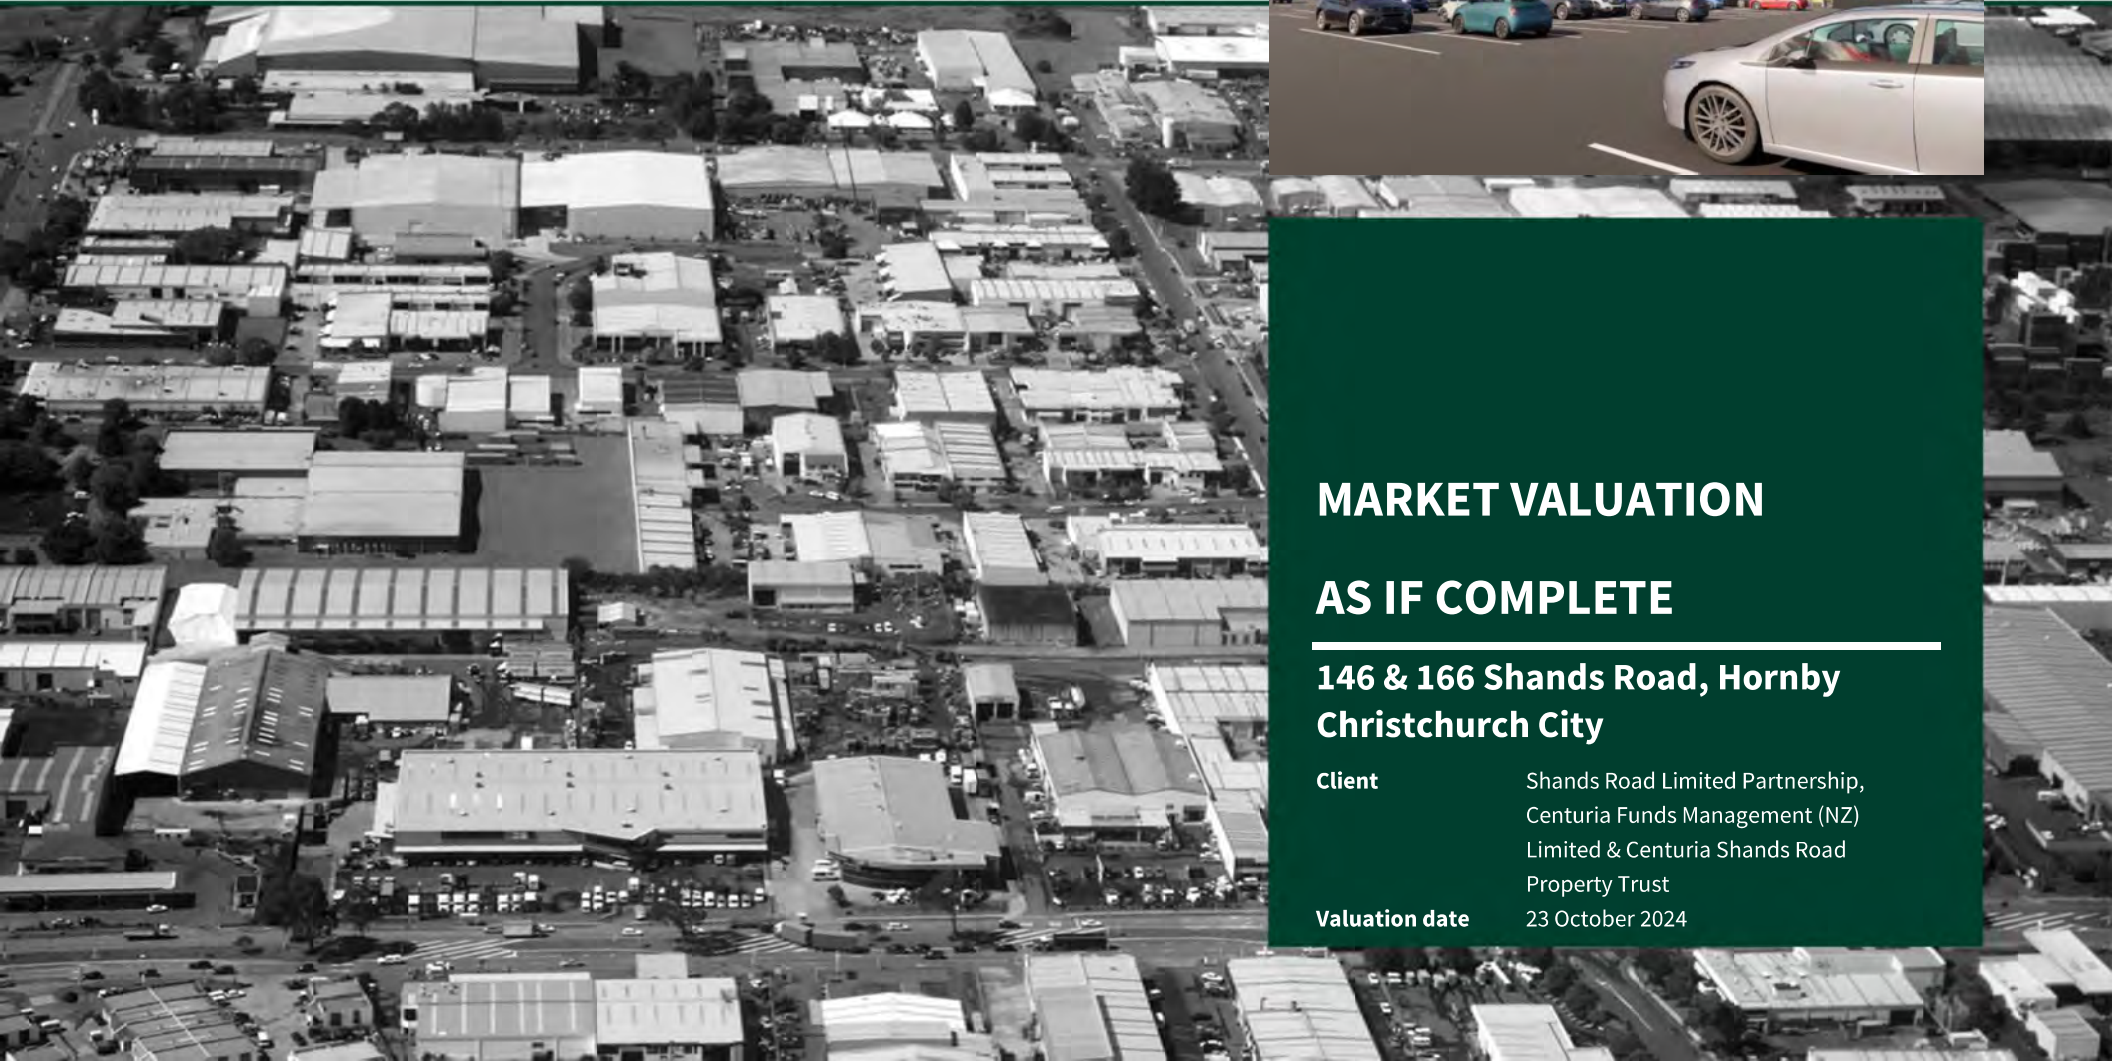 MARKET VALUATION
AS IF COMPLETE
146 & 166 Shands Road, Hornby
Christchurch City
Client Shands Road Limited Partnership,
Centuria Funds Management (NZ)
Limited & Centuria Shands Road
Property Trust
Valuation date 23 October 2024